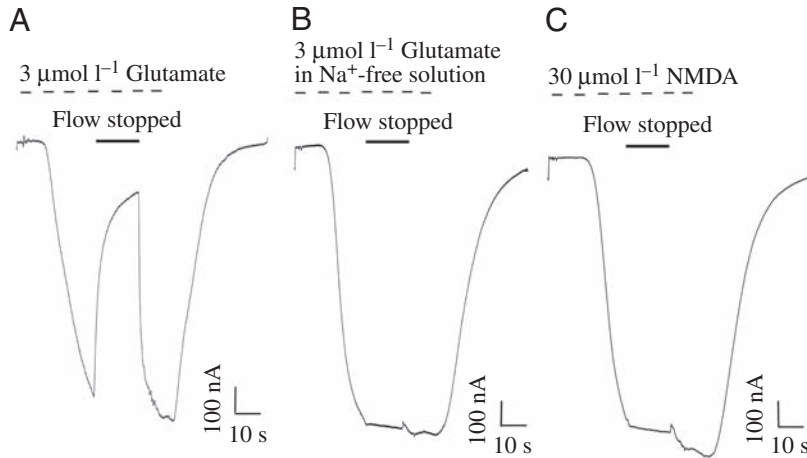 A
3 µmol l⁻¹ Glutamate
Flow stopped
100 nA
10 s
B
3 µmol l⁻¹ Glutamate
in Na⁺-free solution
Flow stopped
100 nA
10 s
C
30 µmol l⁻¹ NMDA
Flow stopped
100 nA
10 s